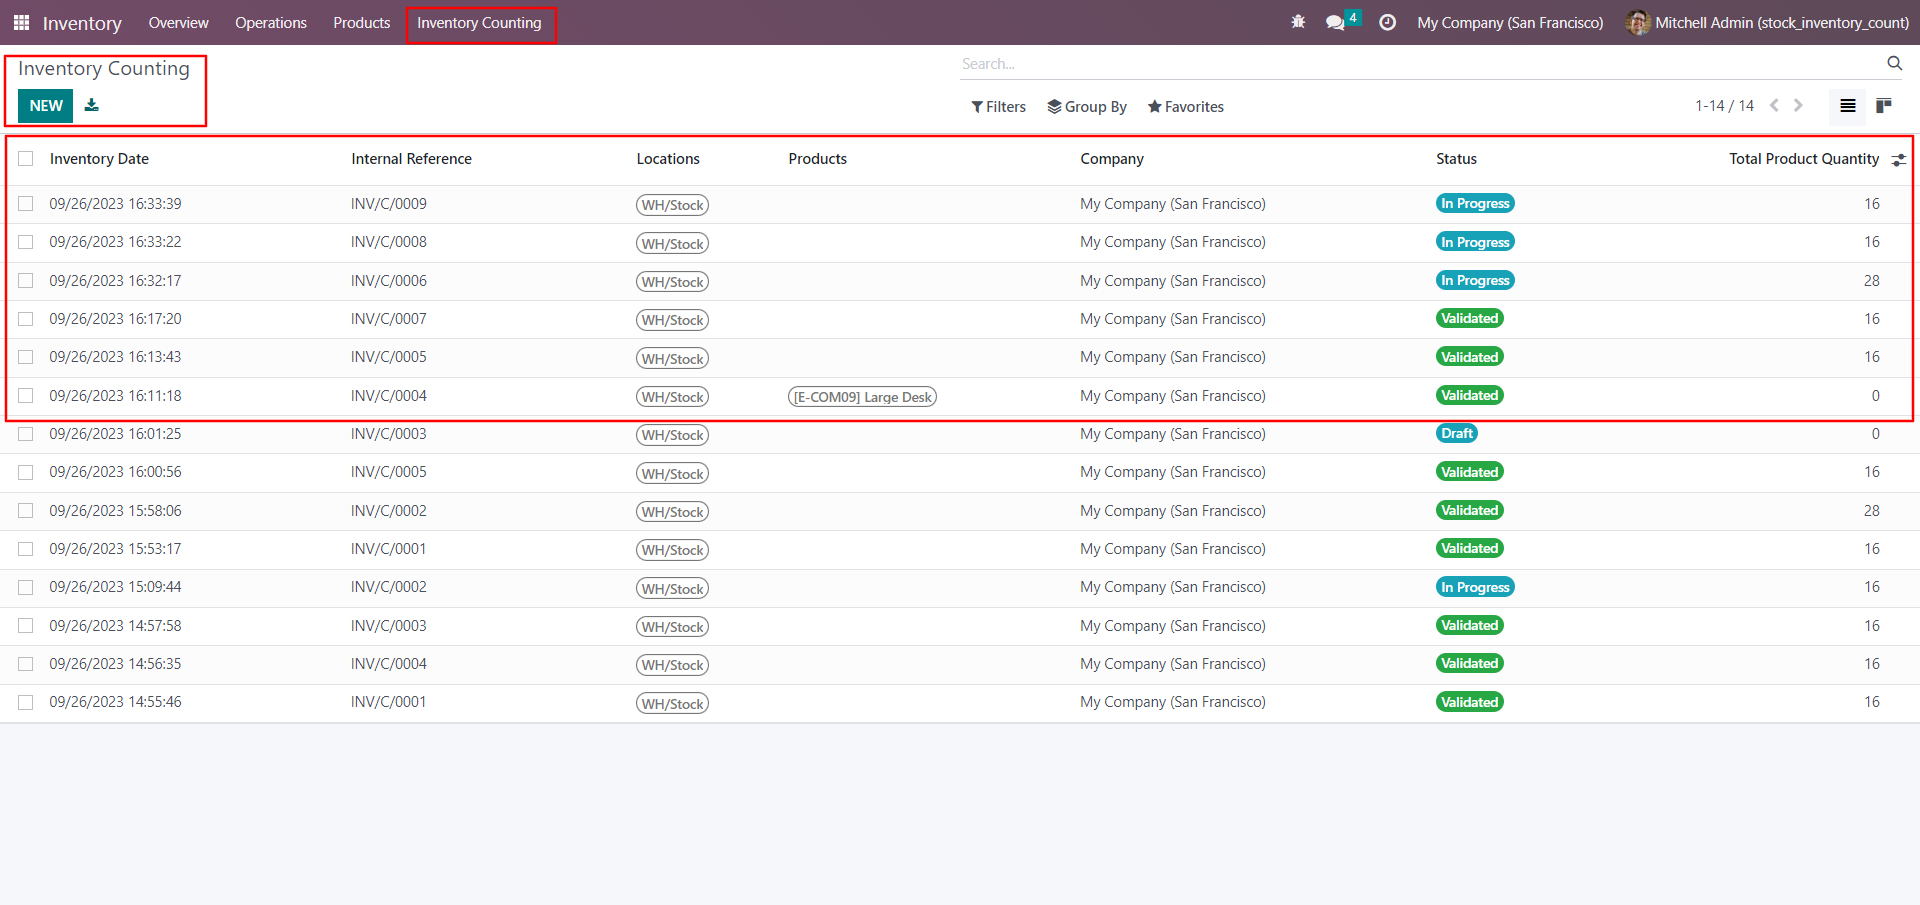 Inventory Overview Operations Products Inventory Counting 4 My Company (San Francisco) Mitchell Admin (stock_inventory_count)
Inventory Counting Search...
NEW Filters Group By Favorites 1-14 / 14
Inventory Date Internal Reference Locations Products Company Status Total Product Quantity
09/26/2023 16:33:39 INV/C/0009 WH/Stock My Company (San Francisco) In Progress 16
09/26/2023 16:33:22 INV/C/0008 WH/Stock My Company (San Francisco) In Progress 16
09/26/2023 16:32:17 INV/C/0006 WH/Stock My Company (San Francisco) In Progress 28
09/26/2023 16:17:20 INV/C/0007 WH/Stock My Company (San Francisco) Validated 16
09/26/2023 16:13:43 INV/C/0005 WH/Stock My Company (San Francisco) Validated 16
09/26/2023 16:11:18 INV/C/0004 WH/Stock [E-COM09] Large Desk My Company (San Francisco) Validated 0
09/26/2023 16:01:25 INV/C/0003 WH/Stock My Company (San Francisco) Draft 0
09/26/2023 16:00:56 INV/C/0005 WH/Stock My Company (San Francisco) Validated 16
09/26/2023 15:58:06 INV/C/0002 WH/Stock My Company (San Francisco) Validated 28
09/26/2023 15:53:17 INV/C/0001 WH/Stock My Company (San Francisco) Validated 16
09/26/2023 15:09:44 INV/C/0002 WH/Stock My Company (San Francisco) In Progress 16
09/26/2023 14:57:58 INV/C/0003 WH/Stock My Company (San Francisco) Validated 16
09/26/2023 14:56:35 INV/C/0004 WH/Stock My Company (San Francisco) Validated 16
09/26/2023 14:55:46 INV/C/0001 WH/Stock My Company (San Francisco) Validated 16